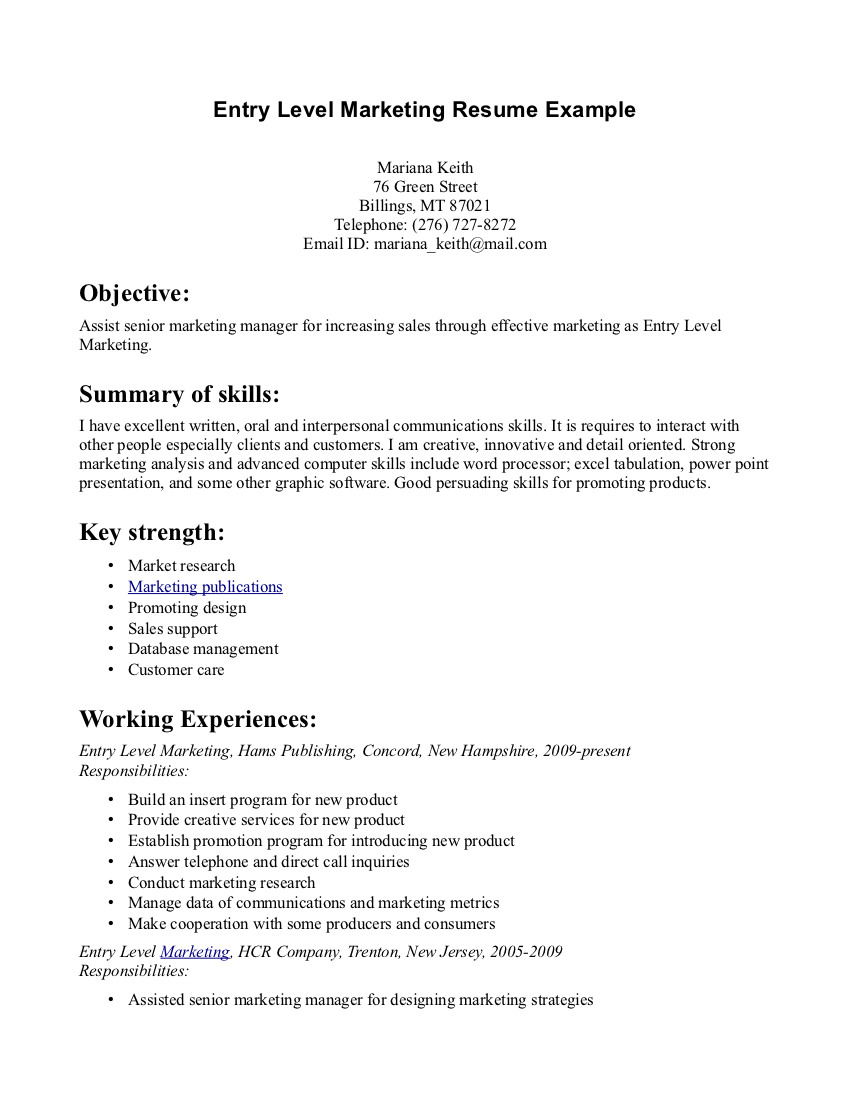 Entry Level Marketing Resume Example
Mariana Keith
76 Green Street
Billings, MT 87021
Telephone: (276) 727-8272
Email ID: mariana_keith@mail.com
Objective:
Assist senior marketing manager for increasing sales through effective marketing as Entry Level
Marketing.
Summary of skills:
I have excellent written, oral and interpersonal communications skills. It is requires to interact with
other people especially clients and customers. I am creative, innovative and detail oriented. Strong
marketing analysis and advanced computer skills include word processor; excel tabulation, power point
presentation, and some other graphic software. Good persuading skills for promoting products.
Key strength:
• Market research
• Marketing publications
• Promoting design
• Sales support
• Database management
• Customer care
Working Experiences:
Entry Level Marketing, Hams Publishing, Concord, New Hampshire, 2009-present
Responsibilities:
• Build an insert program for new product
• Provide creative services for new product
• Establish promotion program for introducing new product
• Answer telephone and direct call inquiries
• Conduct marketing research
• Manage data of communications and marketing metrics
• Make cooperation with some producers and consumers
Entry Level Marketing, HCR Company, Trenton, New Jersey, 2005-2009
Responsibilities:
• Assisted senior marketing manager for designing marketing strategies